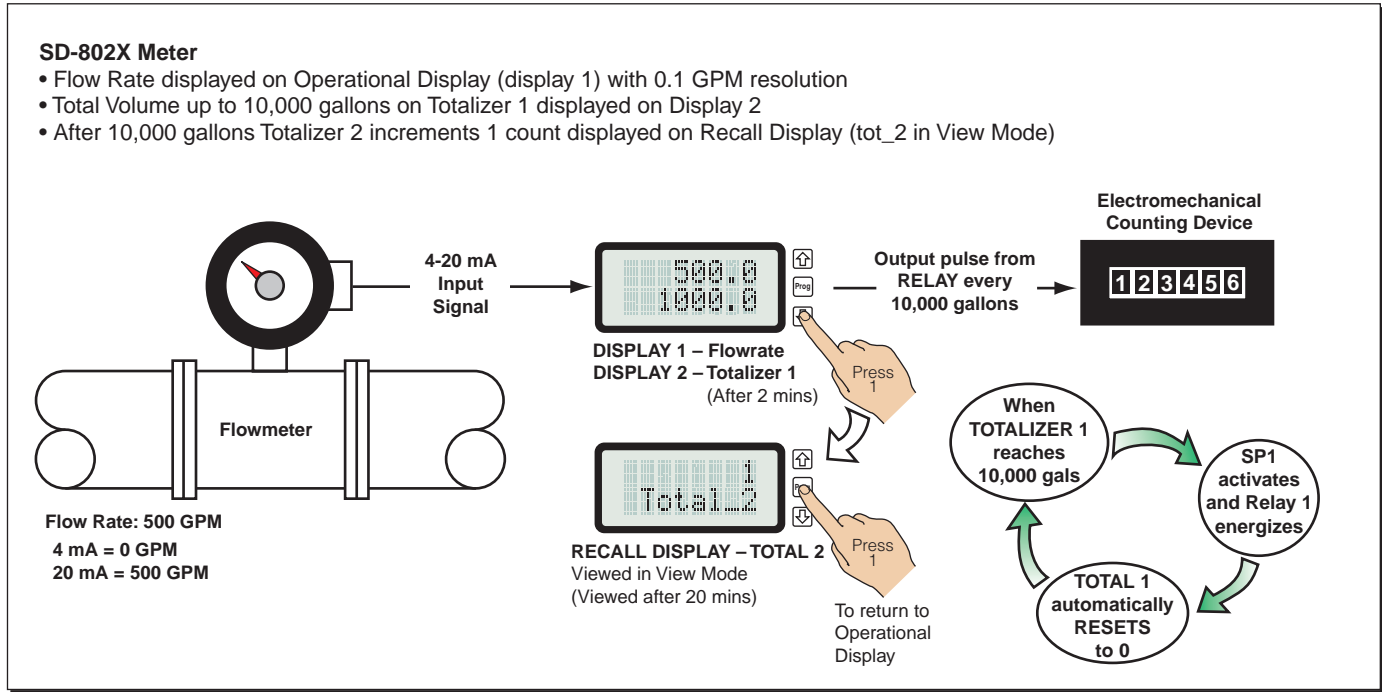 SD-802X Meter
• Flow Rate displayed on Operational Display (display 1) with 0.1 GPM resolution
• Total Volume up to 10,000 gallons on Totalizer 1 displayed on Display 2
• After 10,000 gallons Totalizer 2 increments 1 count displayed on Recall Display (tot_2 in View Mode)
Flowmeter
Flow Rate: 500 GPM
4 mA = 0 GPM
20 mA = 500 GPM
4-20 mA
Input
Signal
500.0
1000.0
Prog
DISPLAY 1 – Flowrate
DISPLAY 2 – Totalizer 1
(After 2 mins)
Press
1
Output pulse from
RELAY every
10,000 gallons
Electromechanical
Counting Device
123456
1
Total_2
RECALL DISPLAY – TOTAL 2
Viewed in View Mode
(Viewed after 20 mins)
Press
1
To return to
Operational
Display
When
TOTALIZER 1
reaches
10,000 gals
SP1
activates
and Relay 1
energizes
TOTAL 1
automatically
RESETS
to 0